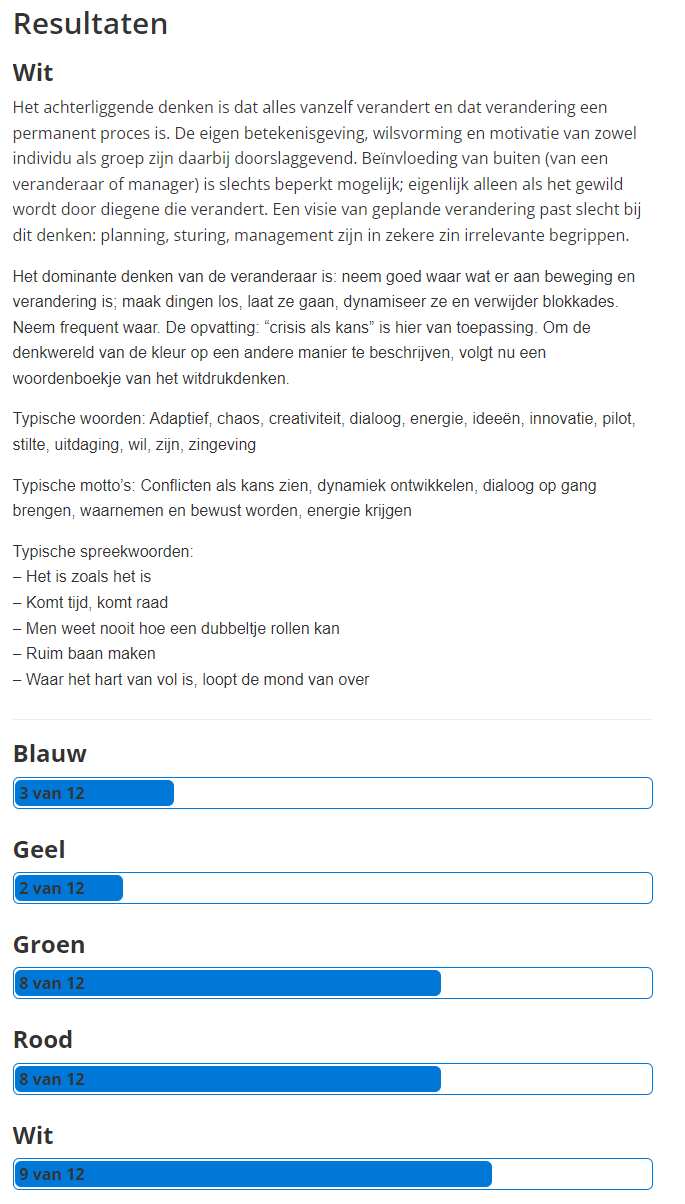 Resultaten
Wit
Het achterliggende denken is dat alles vanzelf verandert en dat verandering een
permanent proces is. De eigen betekenisgeving, wilsvorming en motivatie van zowel
individu als groep zijn daarbij doorslaggevend. Beïnvloeding van buiten (van een
veranderaar of manager) is slechts beperkt mogelijk; eigenlijk alleen als het gewild
wordt door diegene die verandert. Een visie van geplande verandering past slecht bij
dit denken: planning, sturing, management zijn in zekere zin irrelevante begrippen.
Het dominante denken van de veranderaar is: neem goed waar wat er aan beweging en
verandering is; maak dingen los, laat ze gaan, dynamiseer ze en verwijder blokkades.
Neem frequent waar. De opvatting: “crisis als kans” is hier van toepassing. Om de
denkwereld van de kleur op een andere manier te beschrijven, volgt nu een
woordenboekje van het witdrukdenken.
Typische woorden: Adaptief, chaos, creativiteit, dialoog, energie, ideeën, innovatie, pilot,
stilte, uitdaging, wil, zijn, zingeving
Typische motto’s: Conflicten als kans zien, dynamiek ontwikkelen, dialoog op gang
brengen, waarnemen en bewust worden, energie krijgen
Typische spreekwoorden:
– Het is zoals het is
– Komt tijd, komt raad
– Men weet nooit hoe een dubbeltje rollen kan
– Ruim baan maken
– Waar het hart van vol is, loopt de mond van over
Blauw
3 van 12
Geel
2 van 12
Groen
8 van 12
Rood
8 van 12
Wit
9 van 12